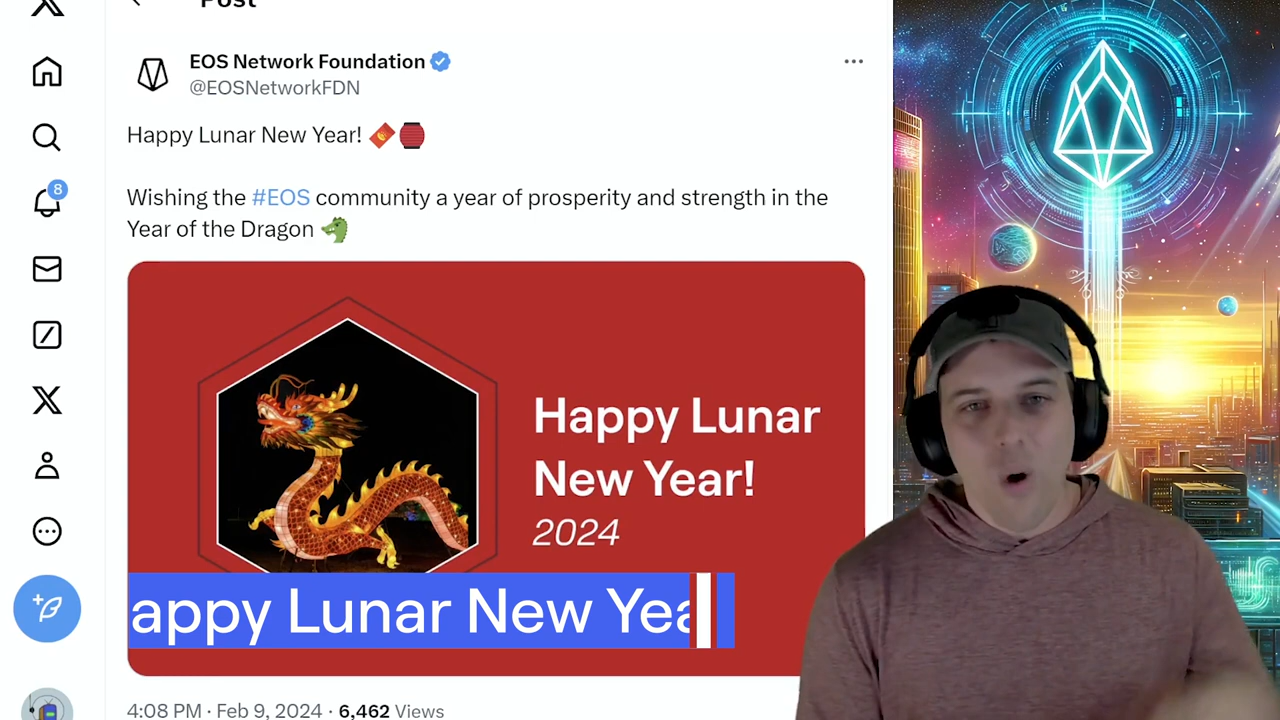 Post
EOS Network Foundation
@EOSNetworkFDN
8
Happy Lunar New Year!
Wishing the #EOS community a year of prosperity and strength in the
Year of the Dragon
Happy Lunar
New Year!
2024
appy Lunar New Yea
4:08 PM · Feb 9, 2024 · 6,462 Views